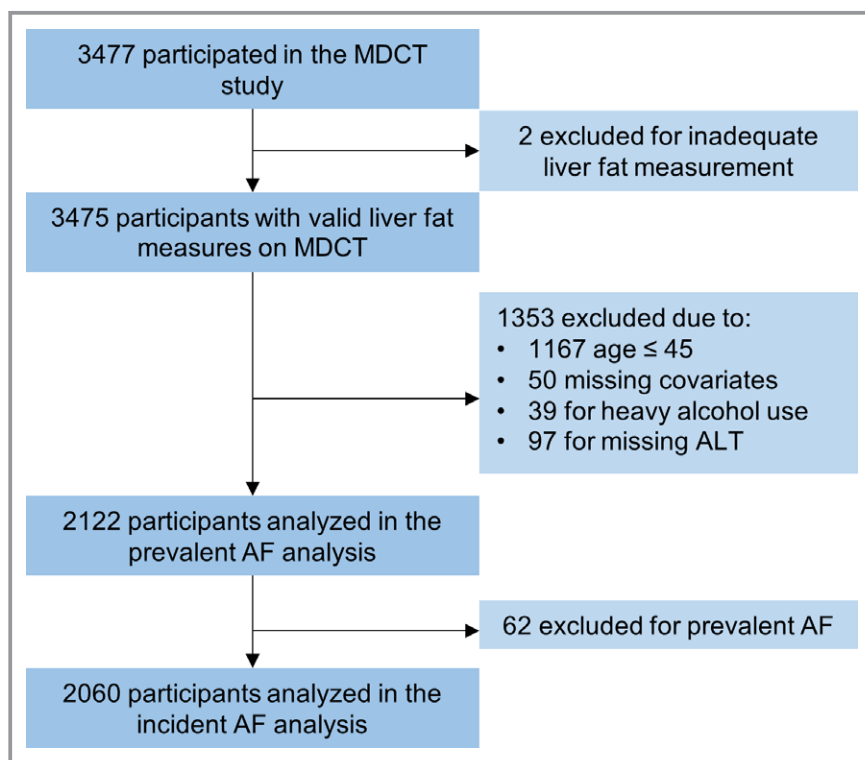 3477 participated in the MDCT
study
2 excluded for inadequate
liver fat measurement
3475 participants with valid liver fat
measures on MDCT
1353 excluded due to:
• 1167 age ≤ 45
• 50 missing covariates
• 39 for heavy alcohol use
• 97 for missing ALT
2122 participants analyzed in the
prevalent AF analysis
62 excluded for prevalent AF
2060 participants analyzed in the
incident AF analysis